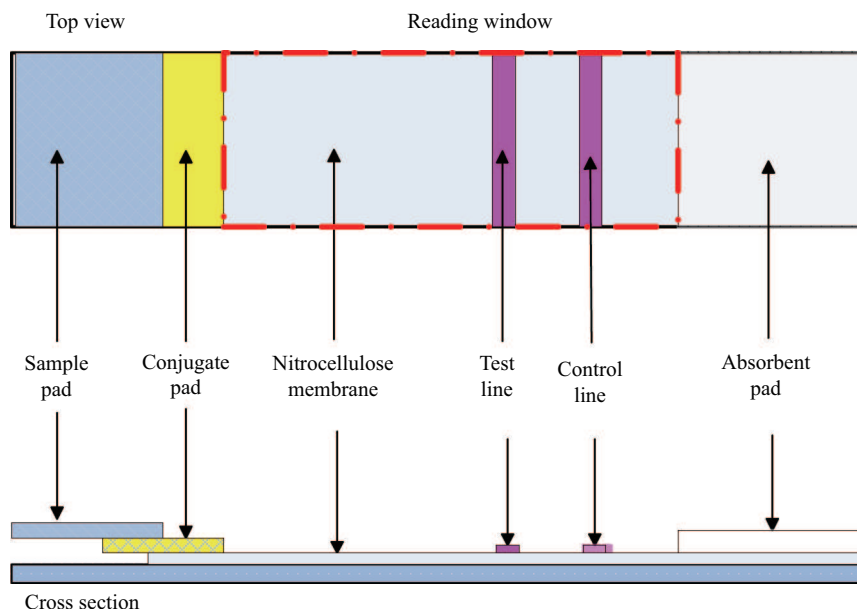 Top view
Reading window
Sample
pad
Conjugate
pad
Nitrocellulose
membrane
Test
line
Control
line
Absorbent
pad
Cross section